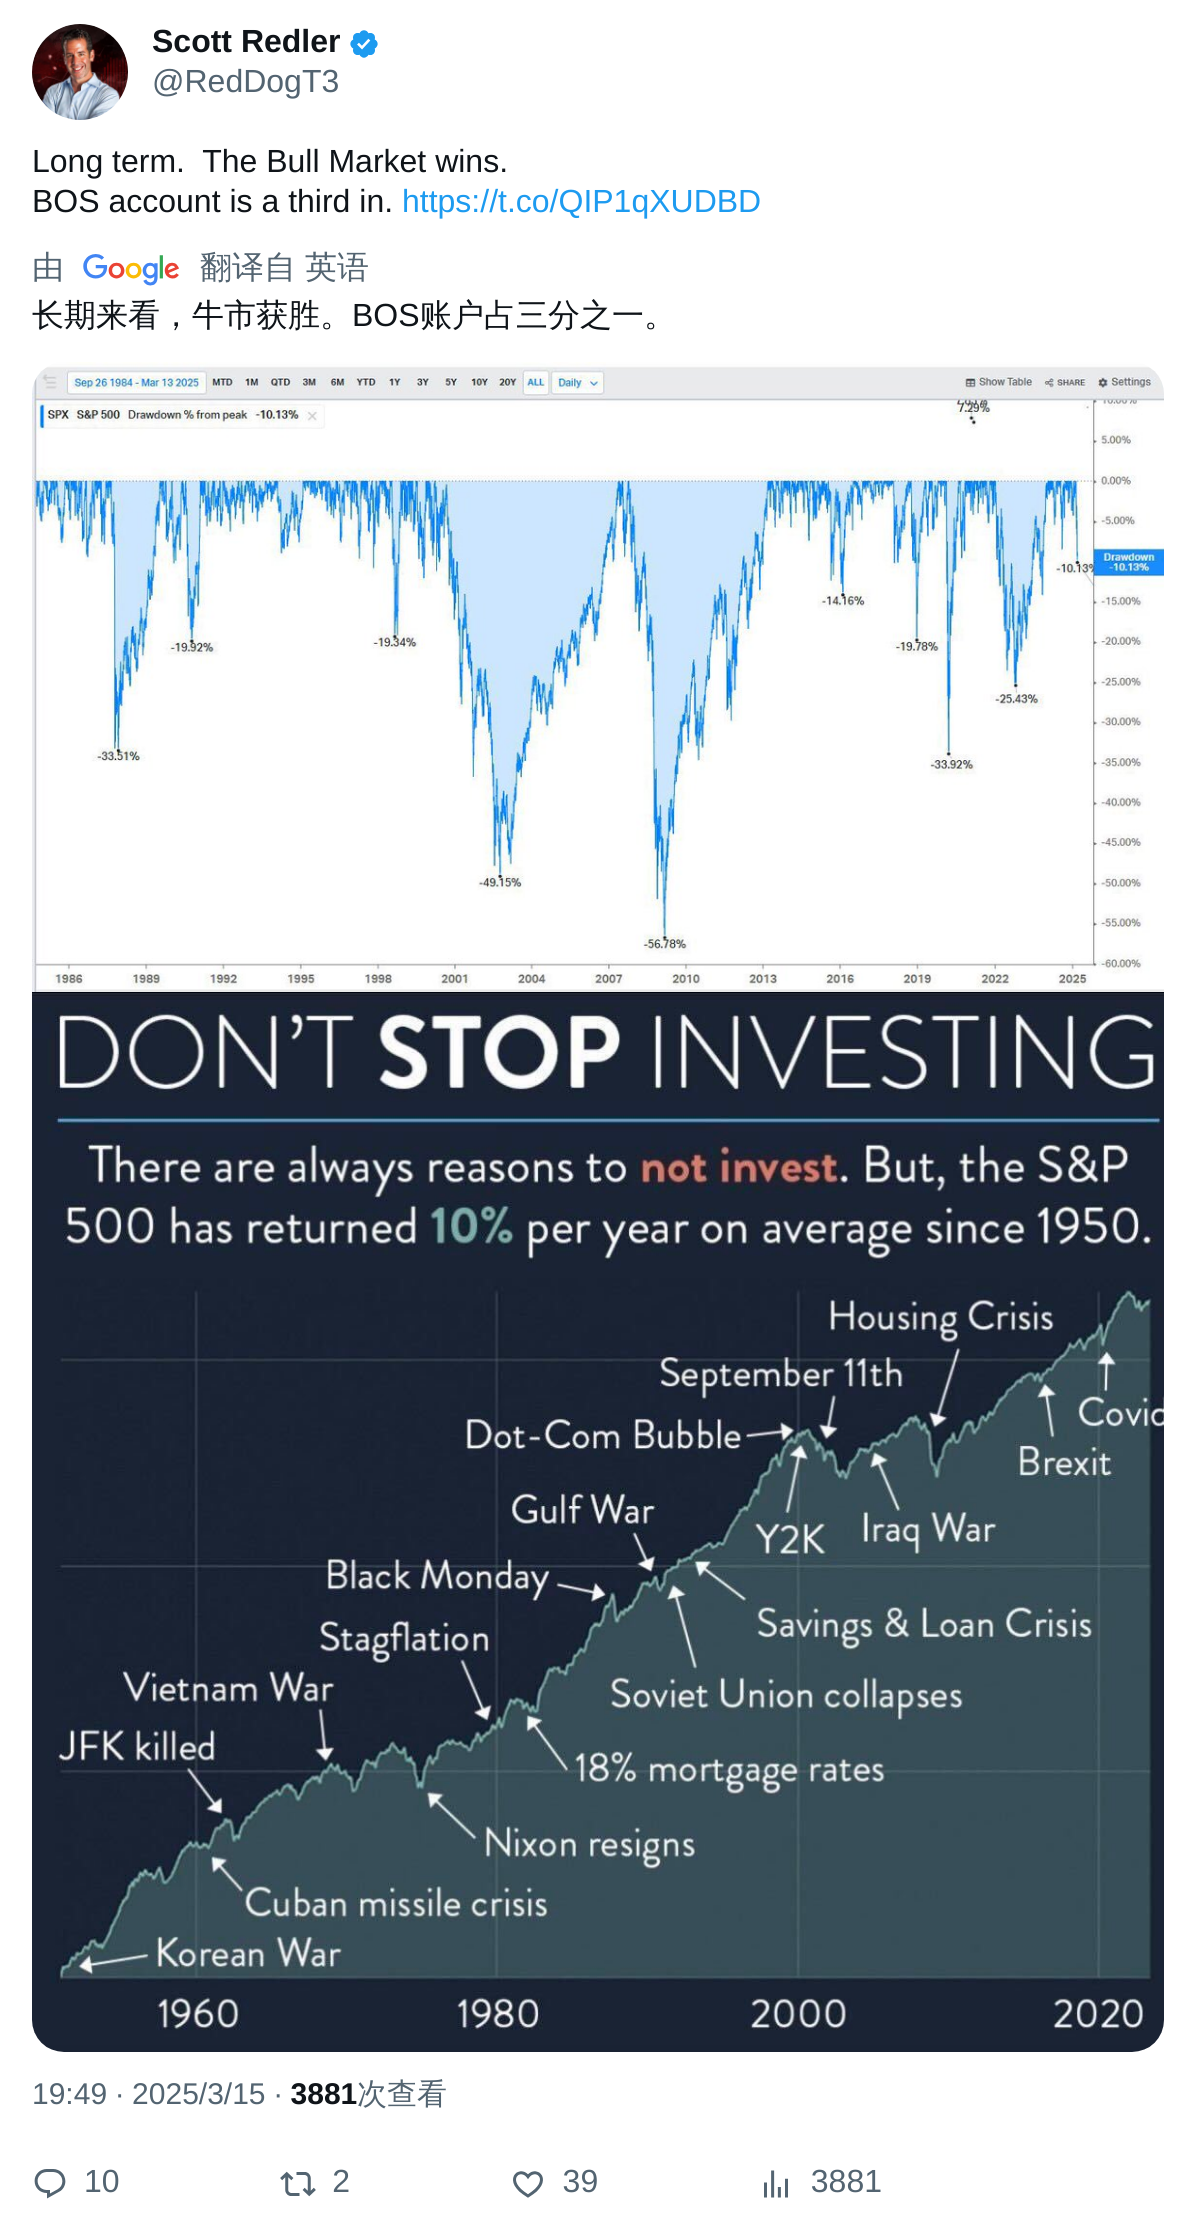 Scott Redler
@RedDogT3
Long term.  The Bull Market wins.
BOS account is a third in. https://t.co/QIP1qXUDBD
由 Google 翻译自 英语
长期来看，牛市获胜。BOS账户占三分之一。
Sep 26 1984 - Mar 13 2025 MTD 1M QTD 3M 6M YTD 1Y 3Y 5Y 10Y 20Y ALL Daily Show Table SHARE Settings
SPX S&P 500 Drawdown % from peak -10.13%
7.29%
10.00%
5.00%
0.00%
-5.00%
Drawdown
-10.13%
-10.13%
-15.00%
-14.16%
-20.00%
-19.92%
-19.34%
-19.78%
-25.00%
-25.43%
-30.00%
-33.51%
-33.92%
-35.00%
-40.00%
-45.00%
-49.15%
-50.00%
-55.00%
-56.78%
-60.00%
1986 1989 1992 1995 1998 2001 2004 2007 2010 2013 2016 2019 2022 2025
DON'T STOP INVESTING
There are always reasons to not invest. But, the S&P
500 has returned 10% per year on average since 1950.
Housing Crisis
September 11th
Dot-Com Bubble
Covid
Brexit
Gulf War
Y2K
Iraq War
Black Monday
Savings & Loan Crisis
Stagflation
Vietnam War
Soviet Union collapses
JFK killed
18% mortgage rates
Nixon resigns
Cuban missile crisis
Korean War
1960 1980 2000 2020
19:49 · 2025/3/15 · 3881次查看
10 2 39 3881